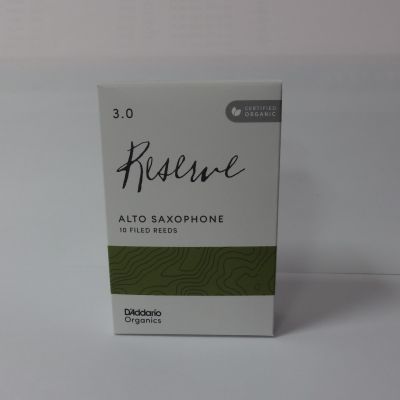 3.0
CERTIFIED
ORGANIC
Reserve
ALTO SAXOPHONE
10 FILED REEDS
D'Addario
Organics